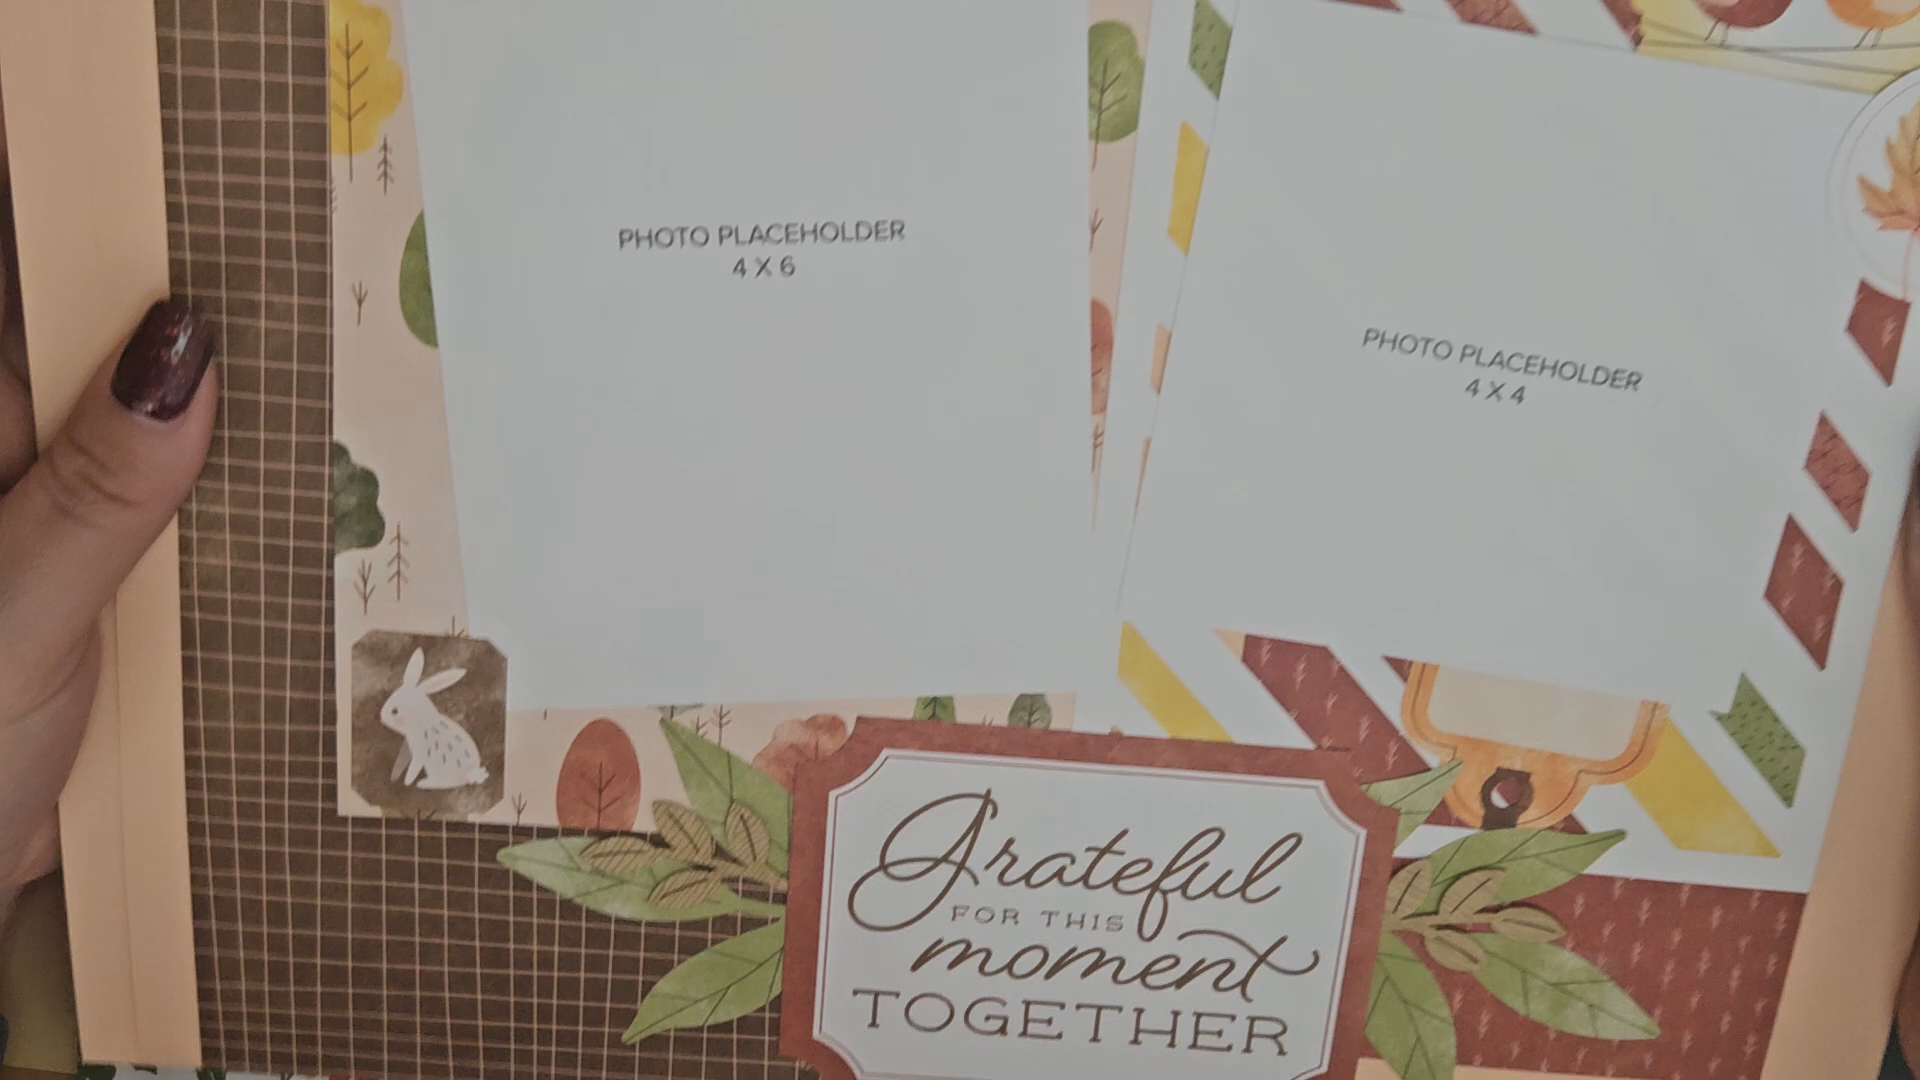 PHOTO PLACEHOLDER
4 X 6
PHOTO PLACEHOLDER
4 X 4
Grateful
FOR THIS
moment
TOGETHER